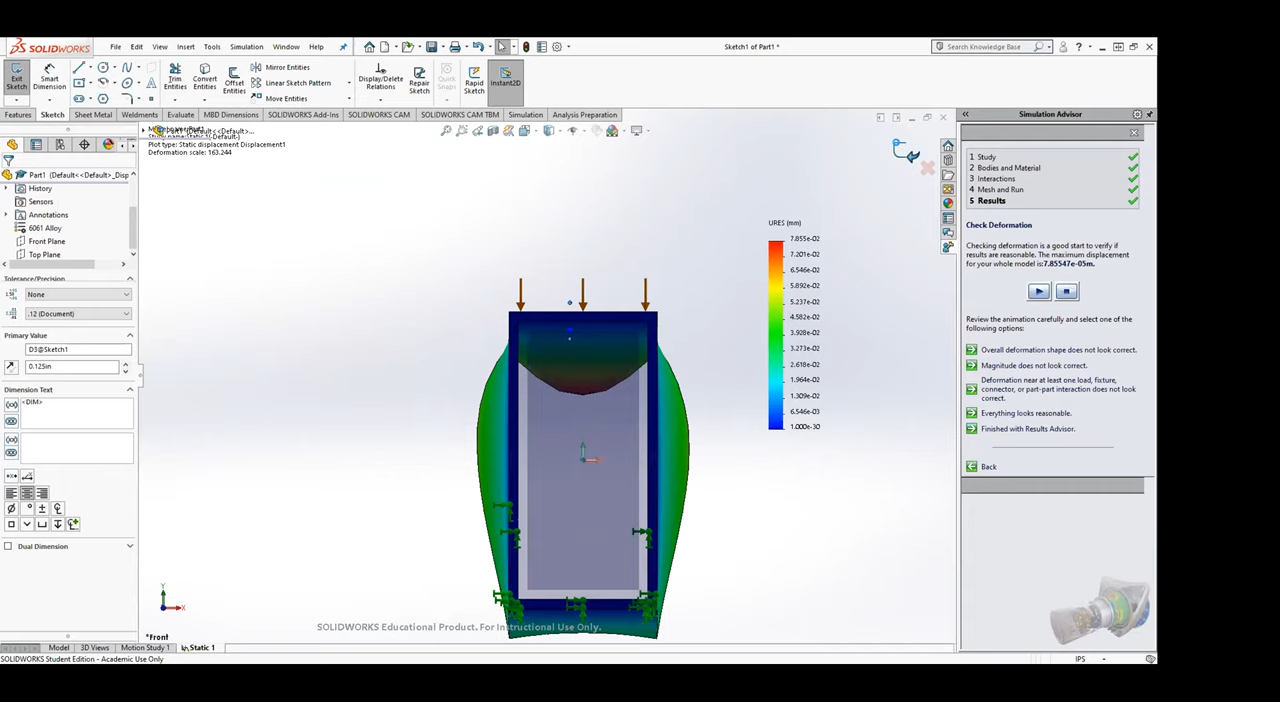 SOLIDWORKS File Edit View Insert Tools Simulation Window Help Sketch1 of Part1 * Search Knowledge Base
Exit Sketch
Smart Dimension
Trim Entities
Convert Entities
Offset Entities
Mirror Entities
Linear Sketch Pattern
Move Entities
Display/Delete Relations
Repair Sketch
Quick Snaps
Rapid Sketch
Instant2D
Features Sketch Sheet Metal Weldments Evaluate MBD Dimensions SOLIDWORKS Add-Ins SOLIDWORKS CAM SOLIDWORKS CAM TBM Simulation Analysis Preparation
Plot type: Static displacement Displacement1
Deformation scale: 163.244
Part1 (Default<<Default>_Disp
History
Sensors
Annotations
6061 Alloy
Front Plane
Top Plane
Tolerance/Precision
None
.12 (Document)
Primary Value
D3@Sketch1
0.125in
Dimension Text
<DIM>
Dual Dimension
URES (mm)
7.855e-02
7.201e-02
6.546e-02
5.892e-02
5.237e-02
4.582e-02
3.928e-02
3.273e-02
2.618e-02
1.964e-02
1.309e-02
6.546e-03
1.000e-30
Y
X
*Front
SOLIDWORKS Educational Product. For Instructional Use Only.
Simulation Advisor
1 Study
2 Bodies and Material
3 Interactions
4 Mesh and Run
5 Results
Check Deformation
Checking deformation is a good start to verify if
results are reasonable. The maximum displacement
for your whole model is:7.85547e-05m.
Review the animation carefully and select one of the
following options:
Overall deformation shape does not look correct.
Magnitude does not look correct.
Deformation near at least one load, fixture,
connector, or part-part interaction does not look
correct.
Everything looks reasonable.
Finished with Results Advisor.
Back
Model 3D Views Motion Study 1 Static 1
SOLIDWORKS Student Edition - Academic Use Only IPS